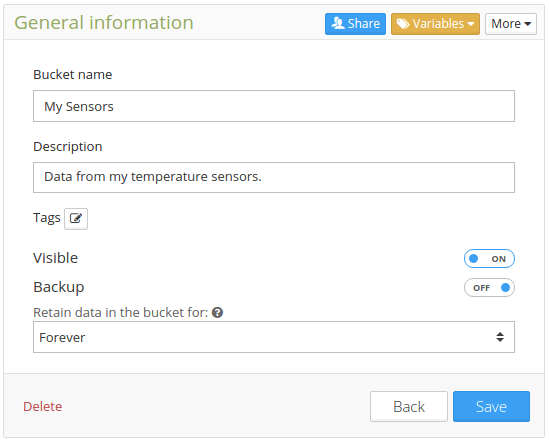 General information
Share
Variables
More
Bucket name
My Sensors
Description
Data from my temperature sensors.
Tags
Visible
ON
Backup
OFF
Retain data in the bucket for:
Forever
Delete
Back
Save